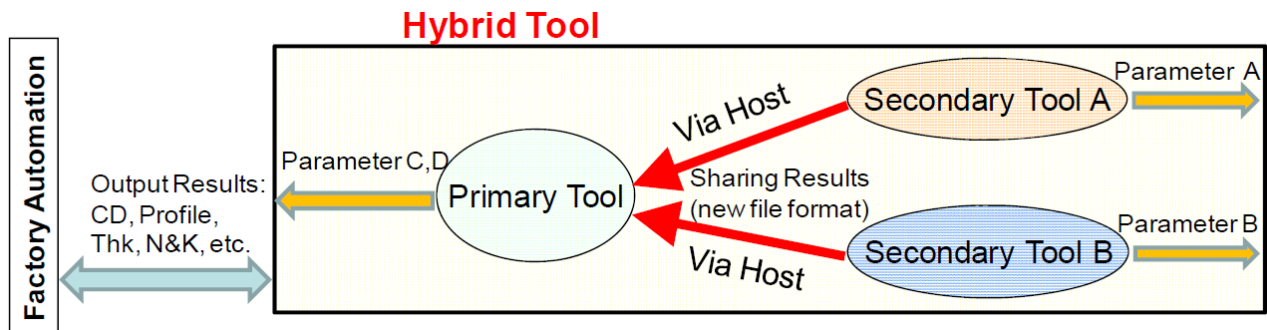 Hybrid Tool
Factory Automation
Output Results:
CD, Profile,
Thk, N&K, etc.
Parameter C,D
Primary Tool
Via Host
Sharing Results
(new file format)
Via Host
Secondary Tool A
Parameter A
Secondary Tool B
Parameter B